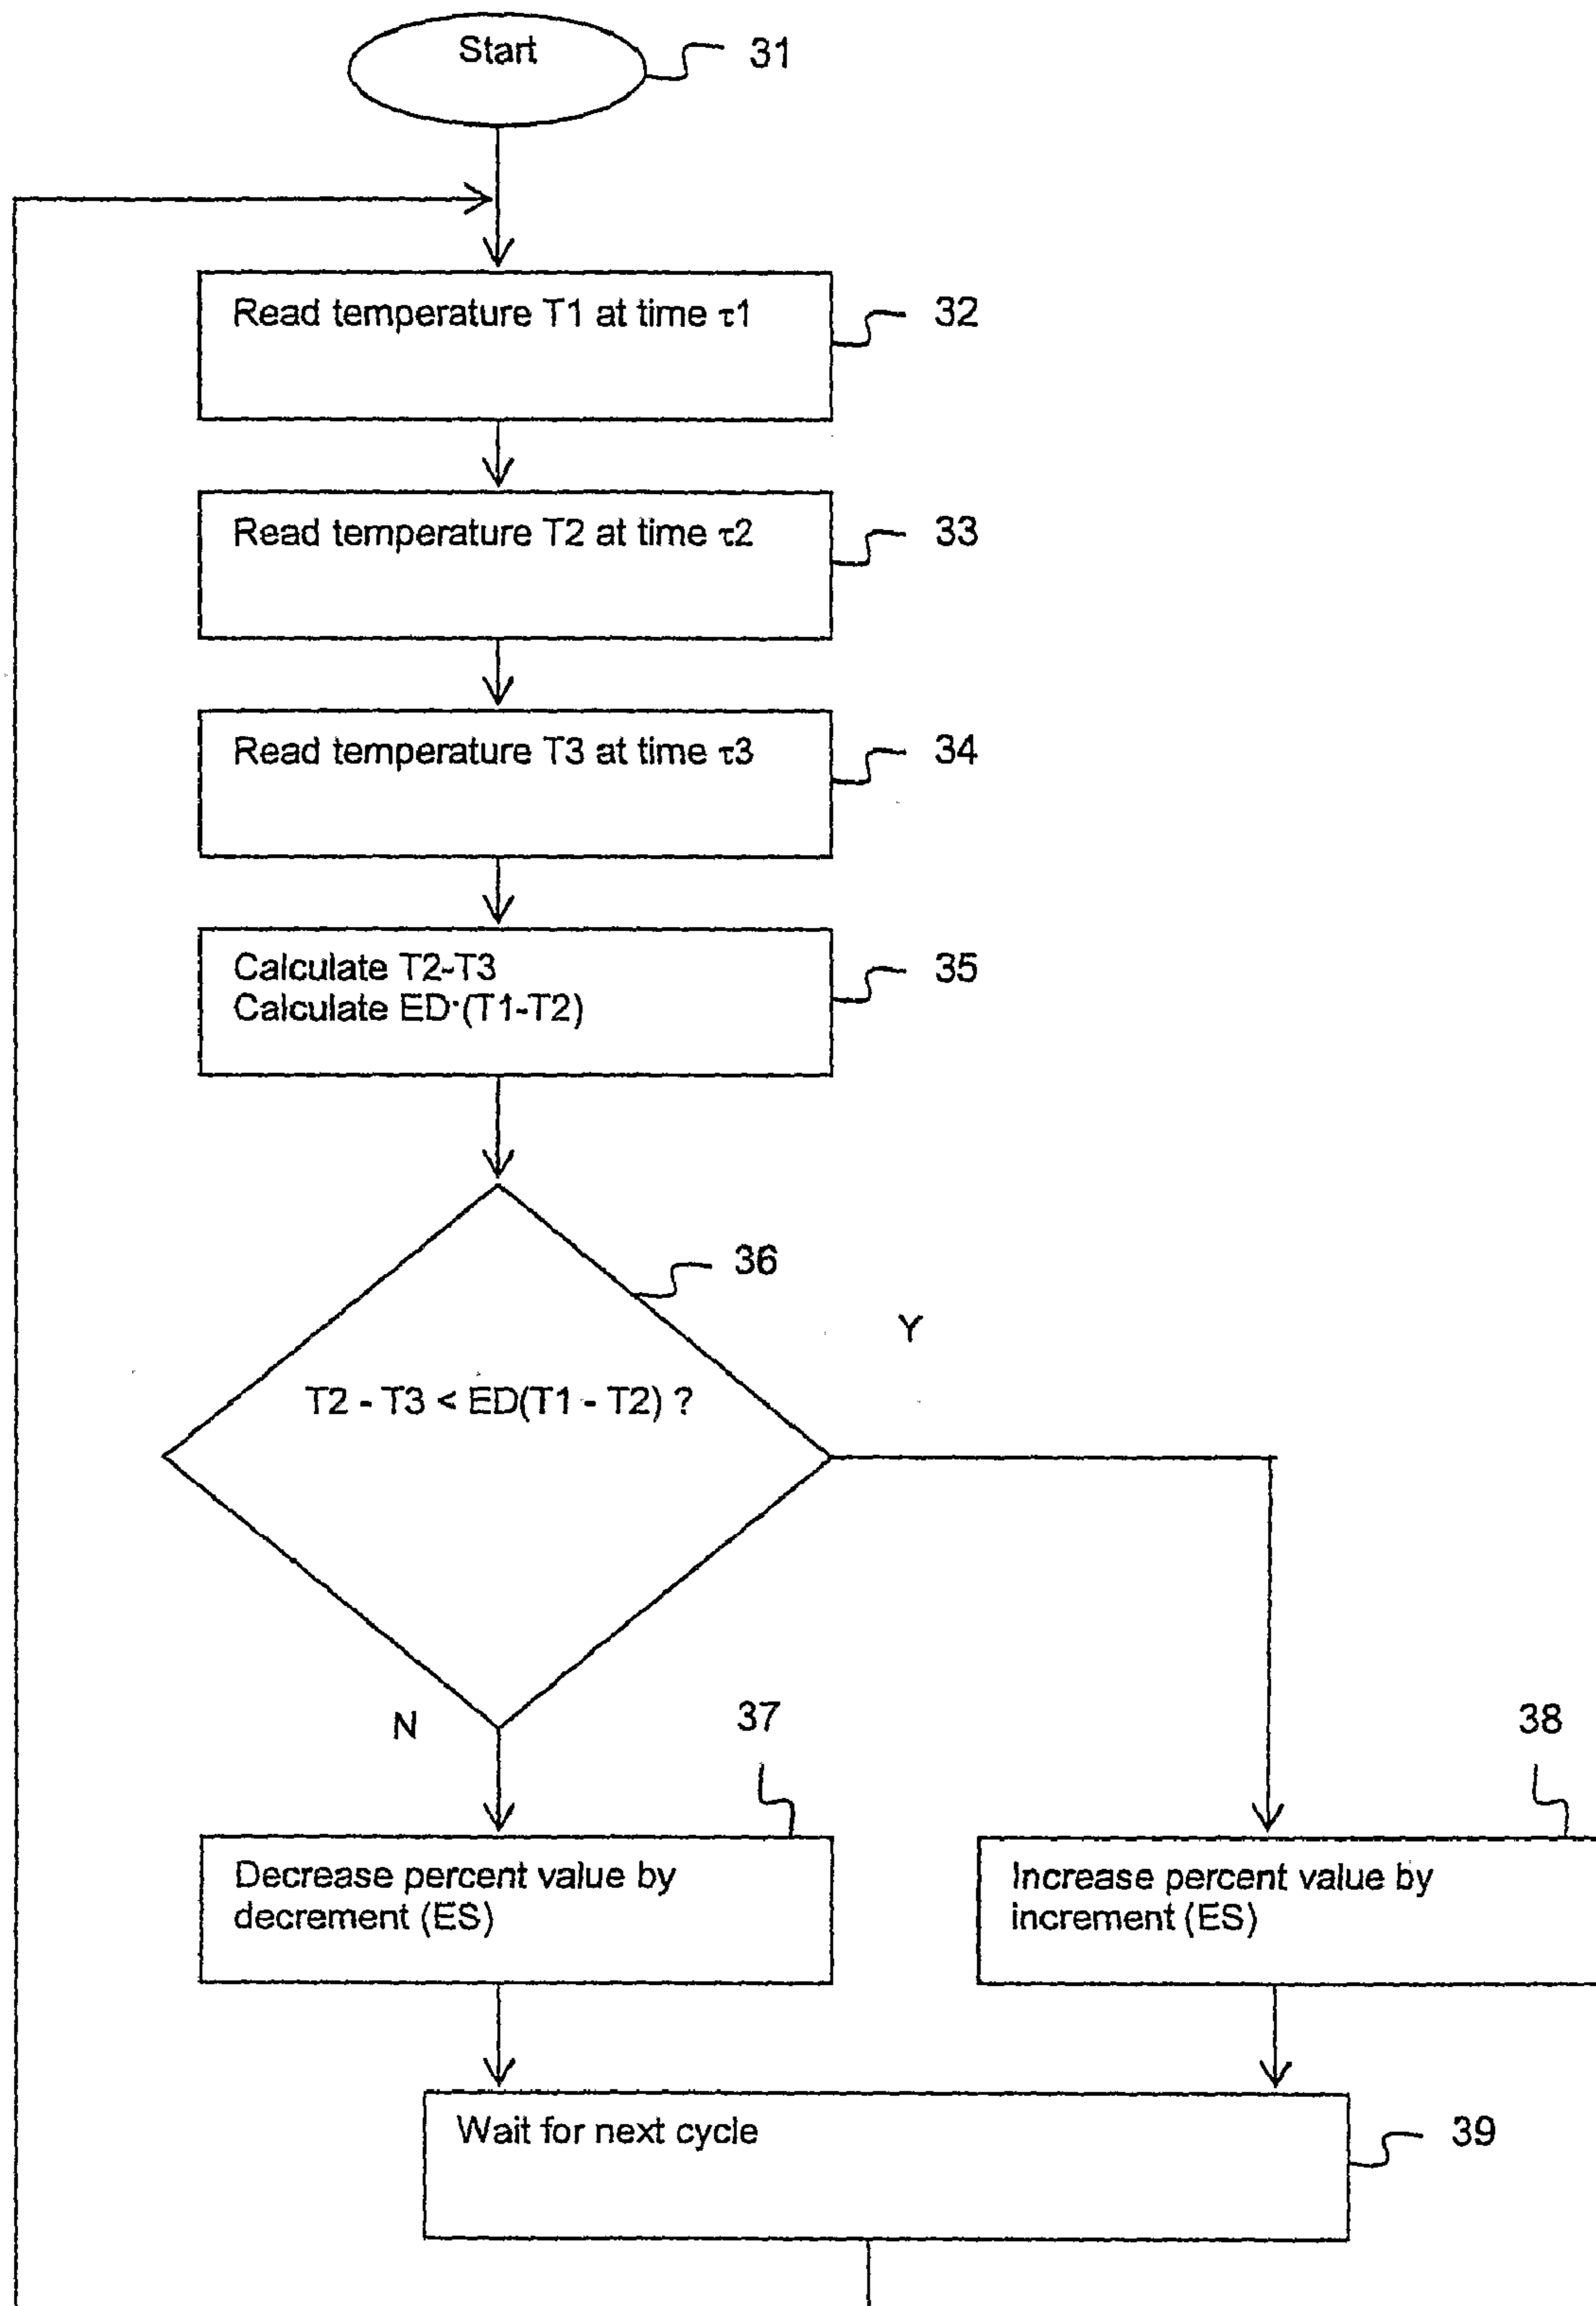 Start
31
Read temperature T1 at time τ1
32
Read temperature T2 at time τ2
33
Read temperature T3 at time τ3
34
Calculate T2-T3
Calculate ED·(T1-T2)
35
36
Y
T2 - T3 < ED(T1 - T2) ?
N
37
38
Decrease percent value by
decrement (ES)
Increase percent value by
increment (ES)
Wait for next cycle
39